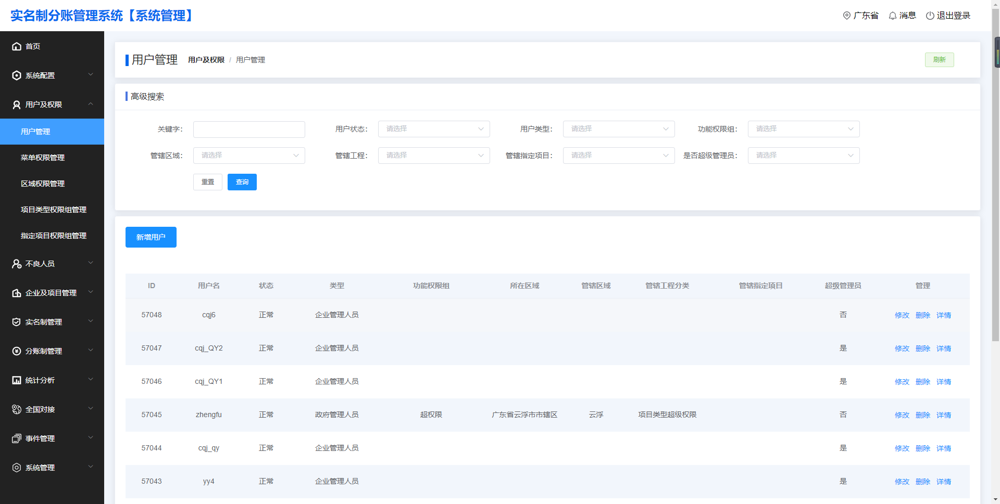 实名制分账管理系统【系统管理】
广东省 消息 退出登录
首页
系统配置
用户及权限
用户管理
菜单权限管理
区域权限管理
项目类型权限组管理
指定项目权限组管理
不良人员
企业及项目管理
实名制管理
分账制管理
统计分析
全国对接
事件管理
系统管理
用户管理 用户及权限 / 用户管理
刷新
高级搜索
关键字： 用户状态： 请选择 用户类型： 请选择 功能权限组： 请选择
管辖区域： 请选择 管辖工程： 请选择 管辖指定项目： 请选择 是否超级管理员： 请选择
重置 查询
新增用户
ID 用户名 状态 类型 功能权限组 所在区域 管辖区域 管辖工程分类 管辖指定项目 超级管理员 管理
57048 cqj6 正常 企业管理人员 否 修改 删除 详情
57047 cqj_QY2 正常 企业管理人员 是 修改 删除 详情
57046 cqj_QY1 正常 企业管理人员 是 修改 删除 详情
57045 zhengfu 正常 政府管理人员 超权限 广东省云浮市市辖区 云浮 项目类型超级权限 否 修改 删除 详情
57044 cqj_qy 正常 企业管理人员 是 修改 删除 详情
57043 yy4 正常 企业管理人员 是 修改 删除 详情